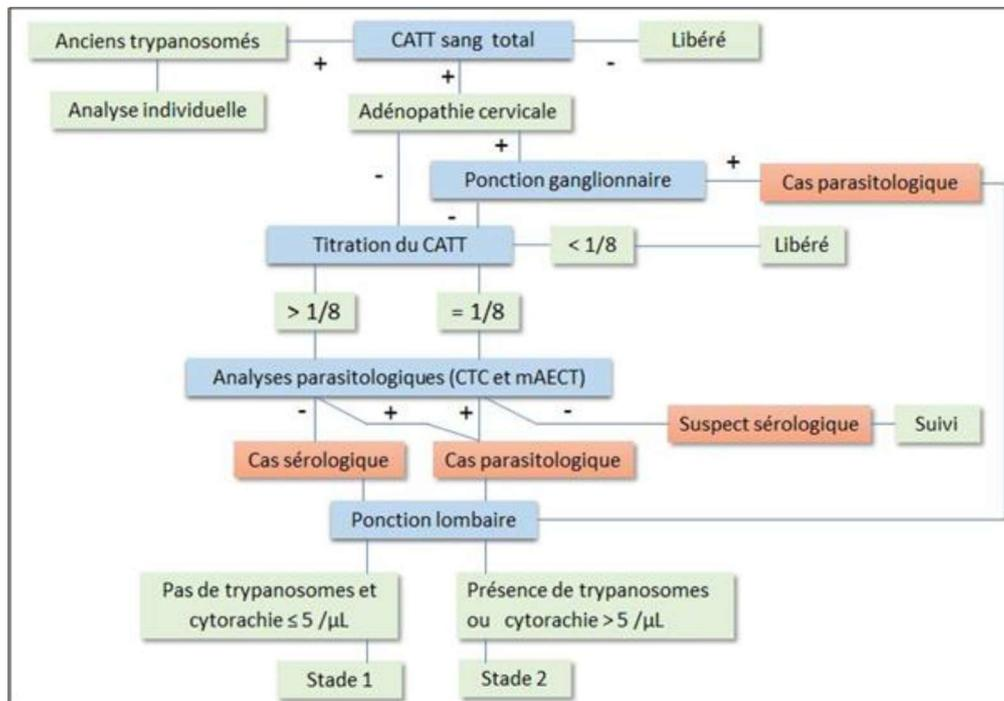 Anciens trypanosomés
CATT sang total
Libéré
+
-
+
Analyse individuelle
Adénopathie cervicale
-
+
+
Ponction ganglionnaire
Cas parasitologique
-
Titration du CATT
< 1/8
Libéré
> 1/8
= 1/8
Analyses parasitologiques (CTC et mAECT)
-
+
+
-
Suspect sérologique
Suivi
Cas sérologique
Cas parasitologique
Ponction lombaire
Pas de trypanosomes et
cytorachie ≤ 5 /µL
Présence de trypanosomes
ou cytorachie > 5 /µL
Stade 1
Stade 2